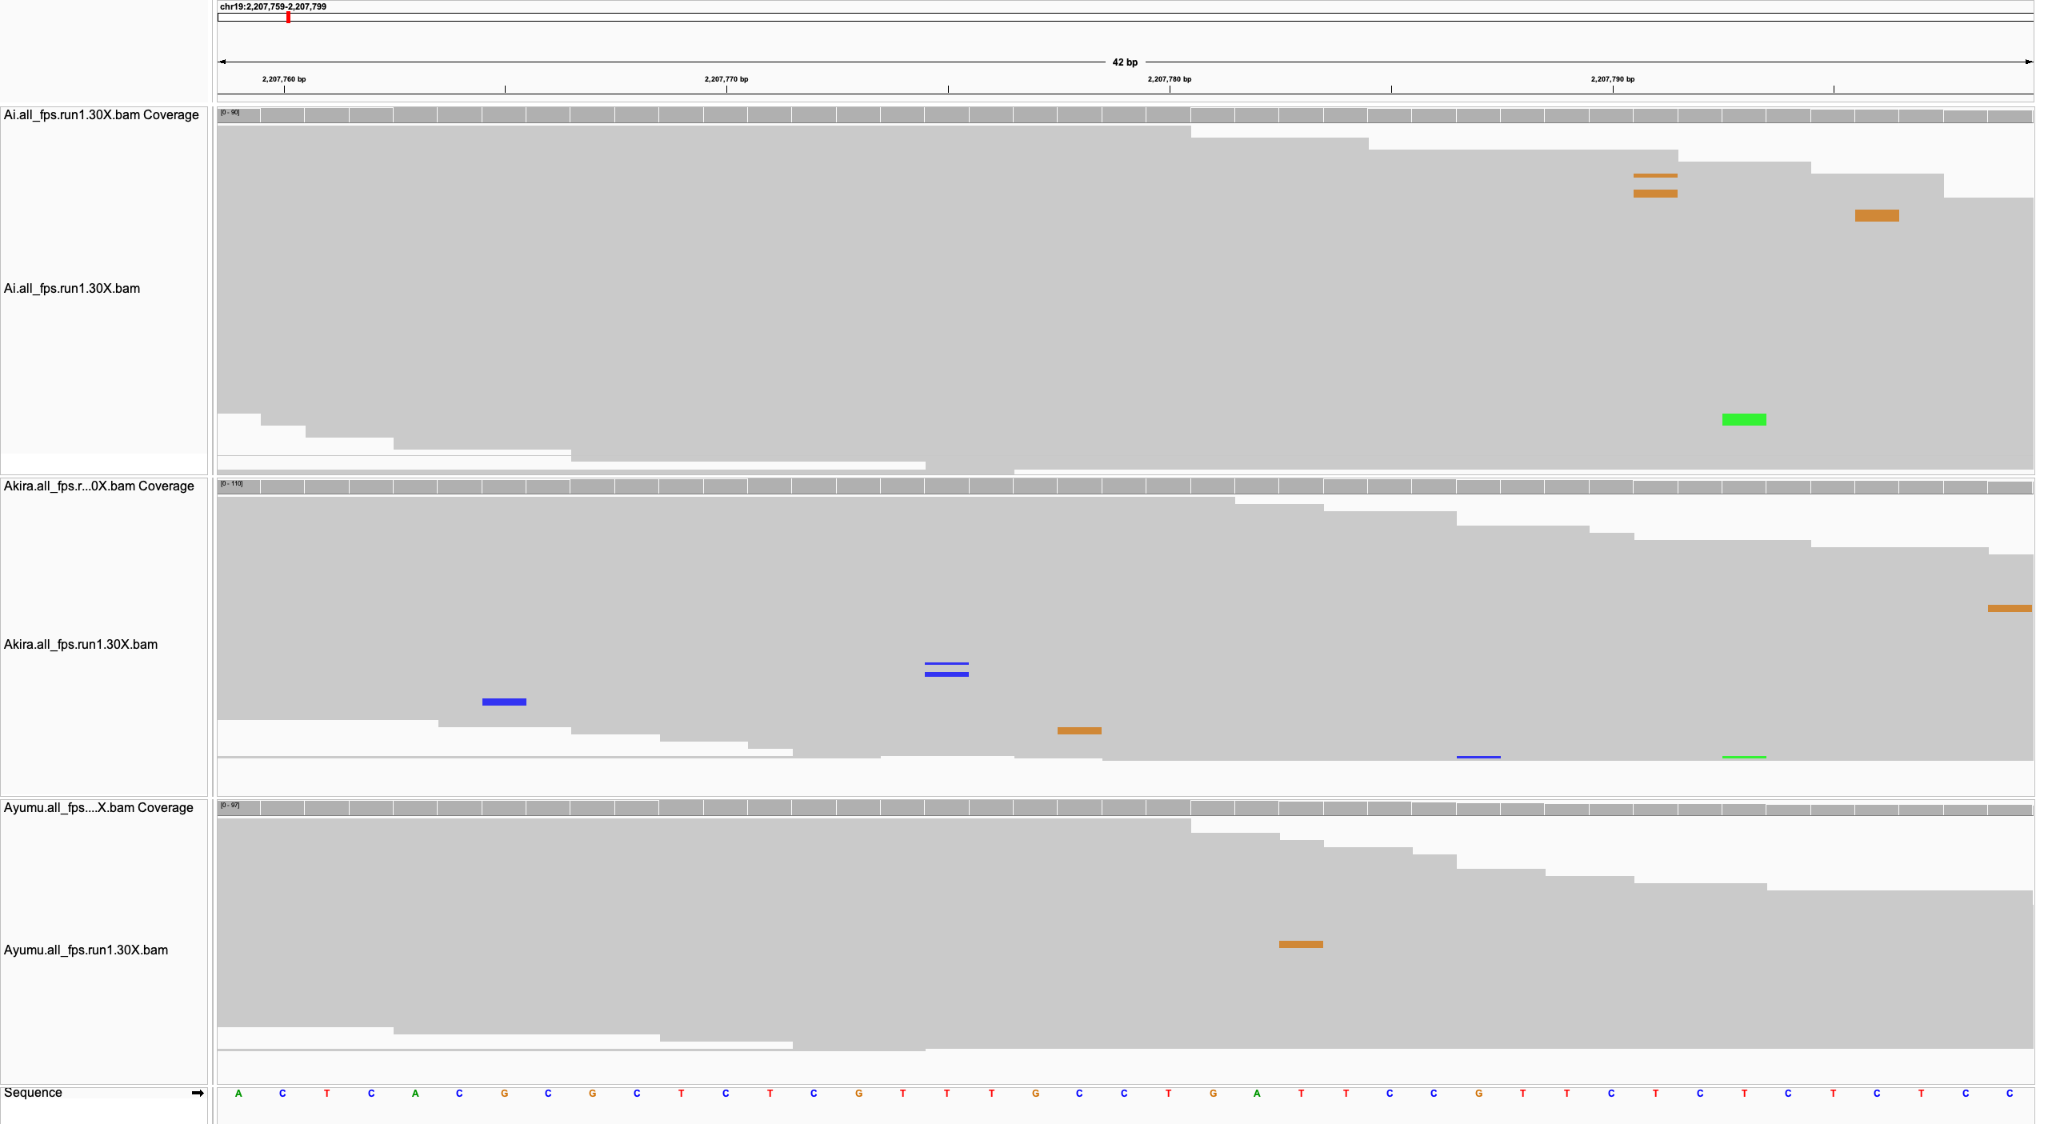 chr19:2,207,759-2,207,799
42 bp
2,207,760 bp 2,207,770 bp 2,207,780 bp 2,207,790 bp
Ai.all_fps.run1.30X.bam Coverage [0 - 90]
Ai.all_fps.run1.30X.bam
Akira.all_fps.r...0X.bam Coverage [0 - 110]
Akira.all_fps.run1.30X.bam
Ayumu.all_fps....X.bam Coverage [0 - 97]
Ayumu.all_fps.run1.30X.bam
Sequence A C T C A C G C G C T C T C G T T T G C C T G A T T C C G T T C T C T C T C T C C